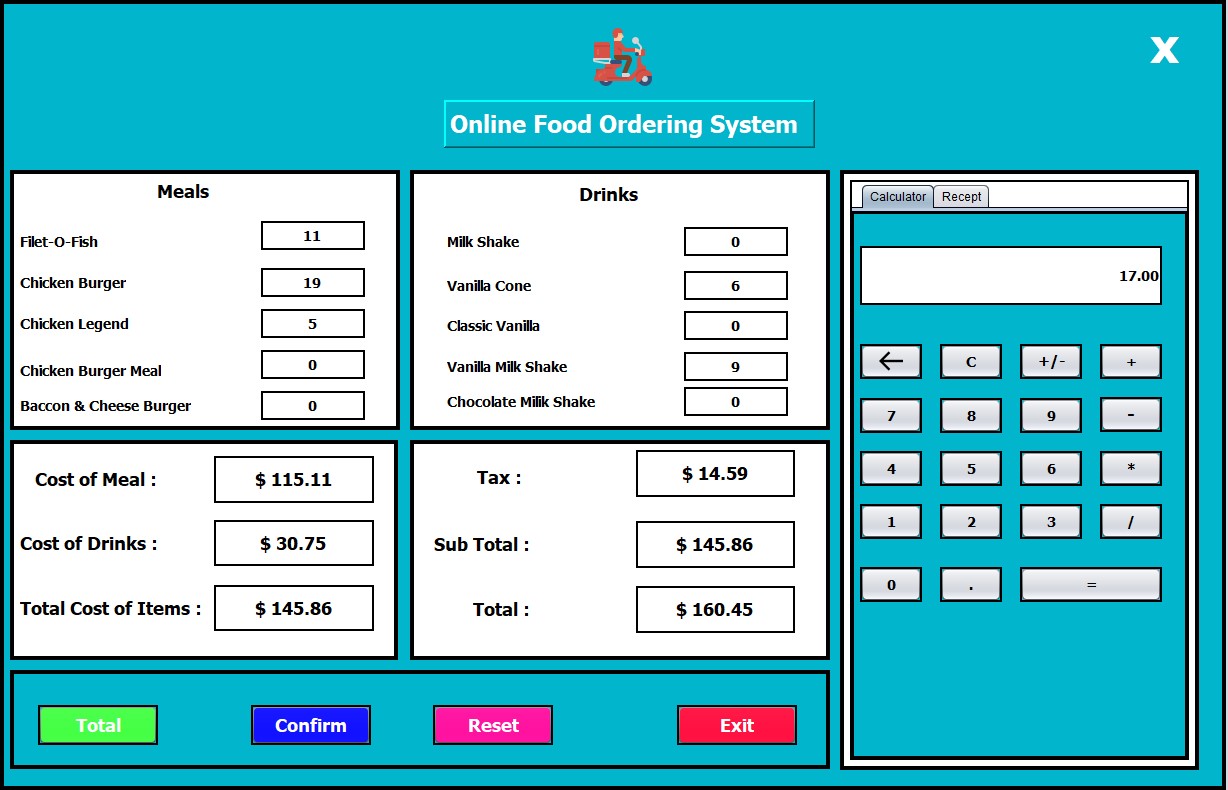 X
Online Food Ordering System
Meals
Filet-O-Fish 11
Chicken Burger 19
Chicken Legend 5
Chicken Burger Meal 0
Baccon & Cheese Burger 0
Drinks
Milk Shake 0
Vanilla Cone 6
Classic Vanilla 0
Vanilla Milk Shake 9
Chocolate Milik Shake 0
Cost of Meal : $ 115.11
Cost of Drinks : $ 30.75
Total Cost of Items : $ 145.86
Tax : $ 14.59
Sub Total : $ 145.86
Total : $ 160.45
Total Confirm Reset Exit
Calculator Recept
17.00
← C +/- +
7 8 9 -
4 5 6 *
1 2 3 /
0 . =